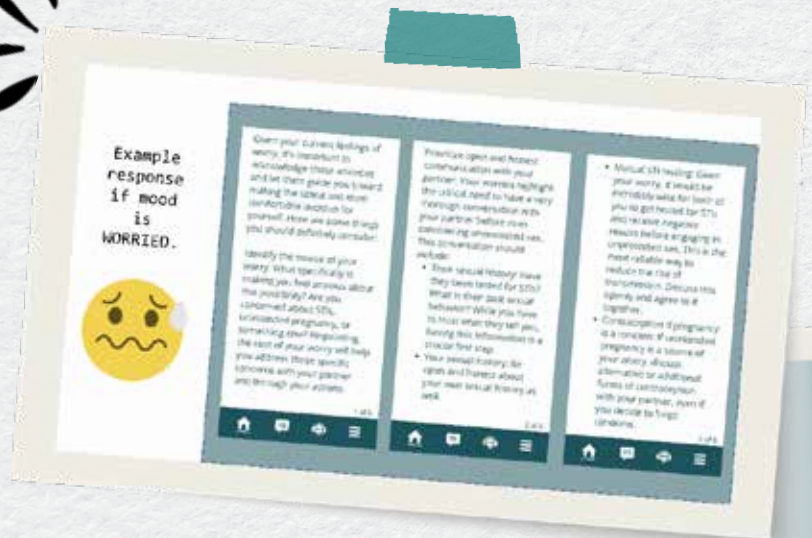 Example
response
if mood
is
WORRIED.
Given your current feelings of
worry, it's important to
acknowledge those anxieties
and let them guide you toward
making the safest and most
comfortable decision for
yourself. Here are some things
you should definitely consider:
Identify the source of your
worry: What specifically is
making you feel anxious about
this possibility? Are you
concerned about STIs,
unintended pregnancy, or
something else? Pinpointing
the root of your worry will help
you address those specific
concerns with your partner
and through your actions.
Prioritize open and honest
communication with your
partner: Your worries highlight
the critical need to have a very
thorough conversation with
your partner before even
considering unprotected sex.
This conversation should
include:
• Their sexual history: Have
they been tested for STIs?
What is their past sexual
behavior? While you have
to trust what they tell you,
having this information is a
crucial first step.
• Your sexual history: Be
open and honest about
your own sexual history as
well.
• Mutual STI testing: Given
your worry, it would be
incredibly wise for both of
you to get tested for STIs
and receive negative
results before engaging in
unprotected sex. This is the
most reliable way to
reduce the risk of
transmission. Discuss this
openly and agree to it
together.
• Contraception if pregnancy
is a concern: If unintended
pregnancy is a source of
your worry, discuss
alternative or additional
forms of contraception
with your partner, even if
you decide to forgo
condoms.